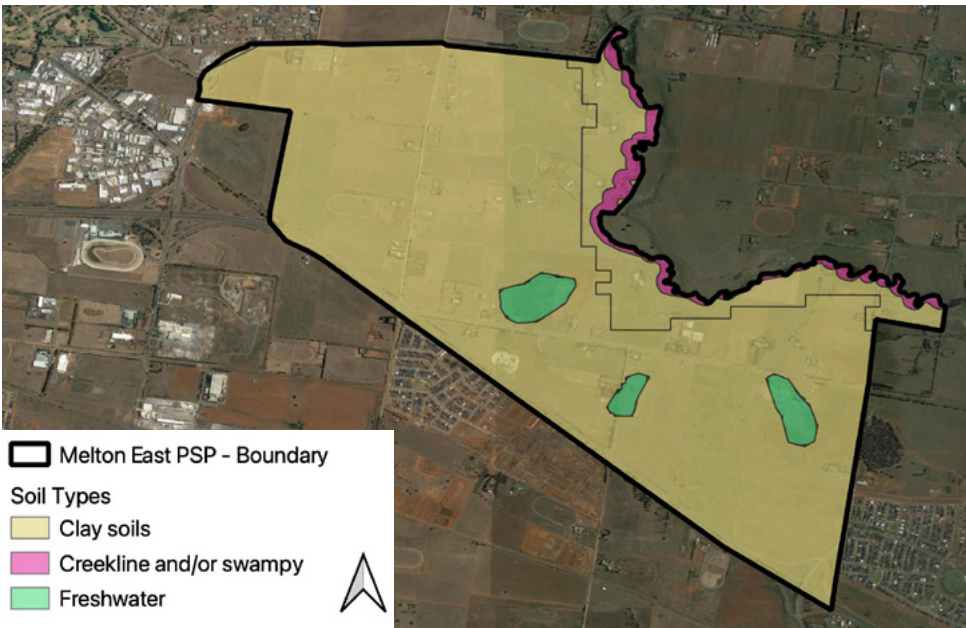 Melton East PSP - Boundary
Soil Types
Clay soils
Creekline and/or swampy
Freshwater